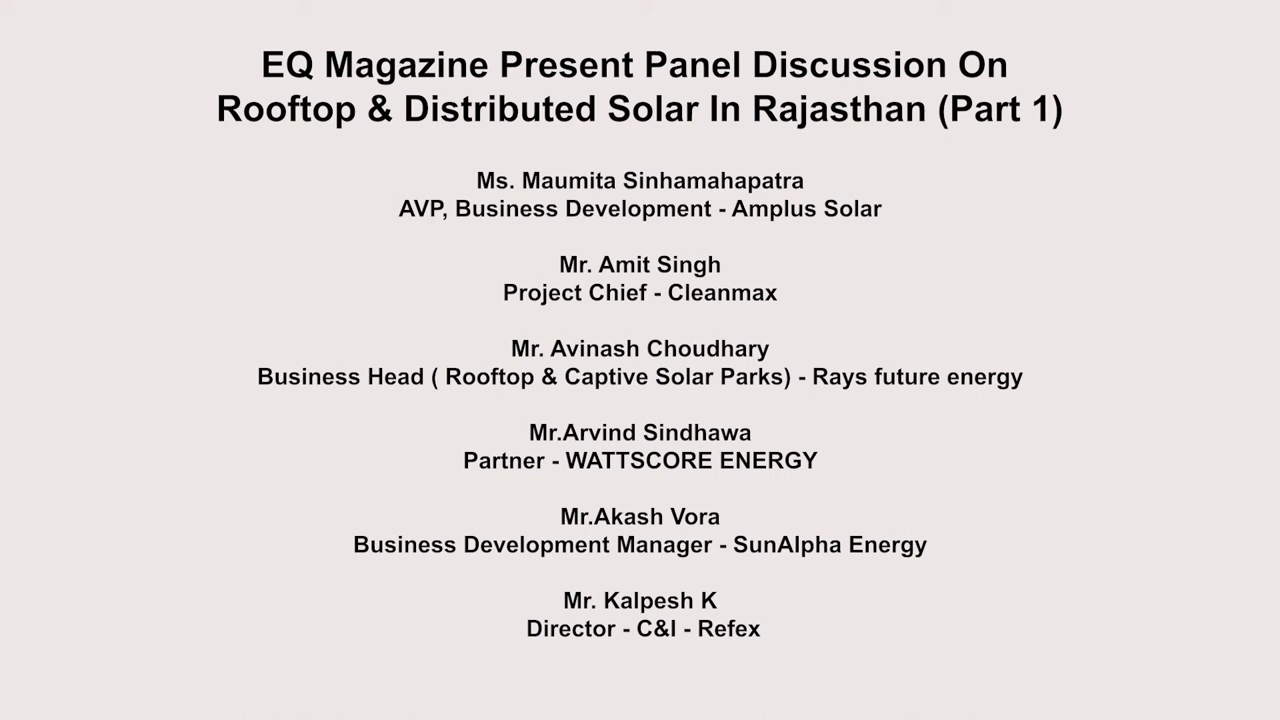 EQ Magazine Present Panel Discussion On
Rooftop & Distributed Solar In Rajasthan (Part 1)
Ms. Maumita Sinhamahapatra
AVP, Business Development - Amplus Solar
Mr. Amit Singh
Project Chief - Cleanmax
Mr. Avinash Choudhary
Business Head ( Rooftop & Captive Solar Parks) - Rays future energy
Mr.Arvind Sindhawa
Partner - WATTSCORE ENERGY
Mr.Akash Vora
Business Development Manager - SunAlpha Energy
Mr. Kalpesh K
Director - C&I - Refex